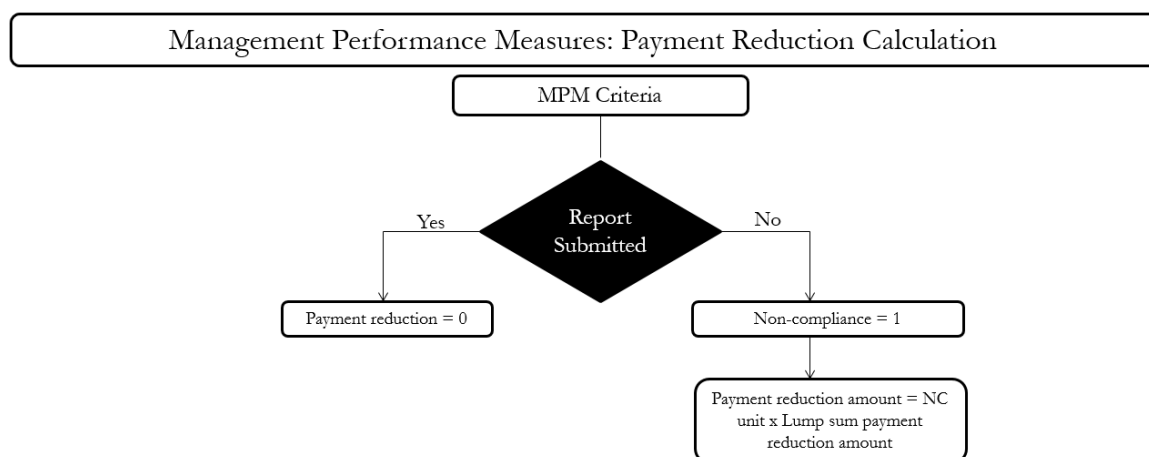 Management Performance Measures: Payment Reduction Calculation
MPM Criteria
Report
Submitted
Yes
No
Payment reduction = 0
Non-compliance = 1
Payment reduction amount = NC
unit x Lump sum payment
reduction amount